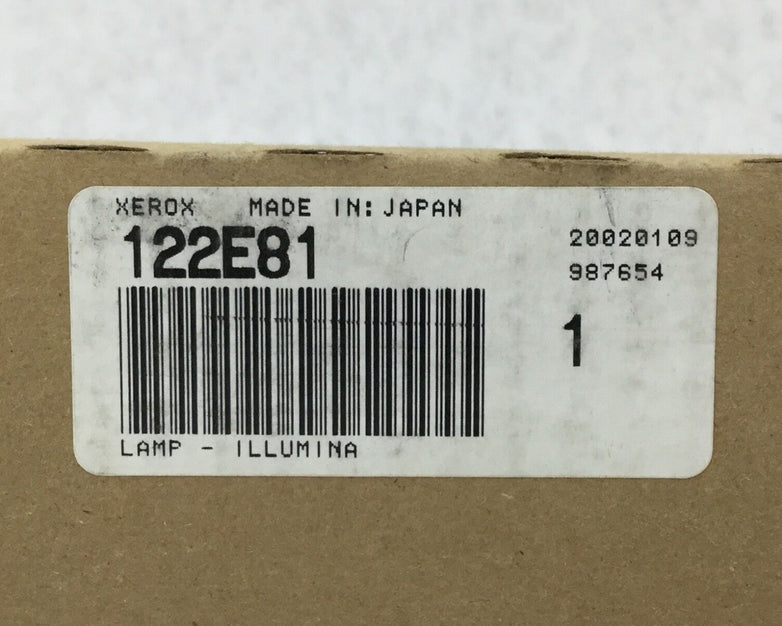 XEROX MADE IN: JAPAN
122E81
20020109
987654
1
LAMP - ILLUMINA